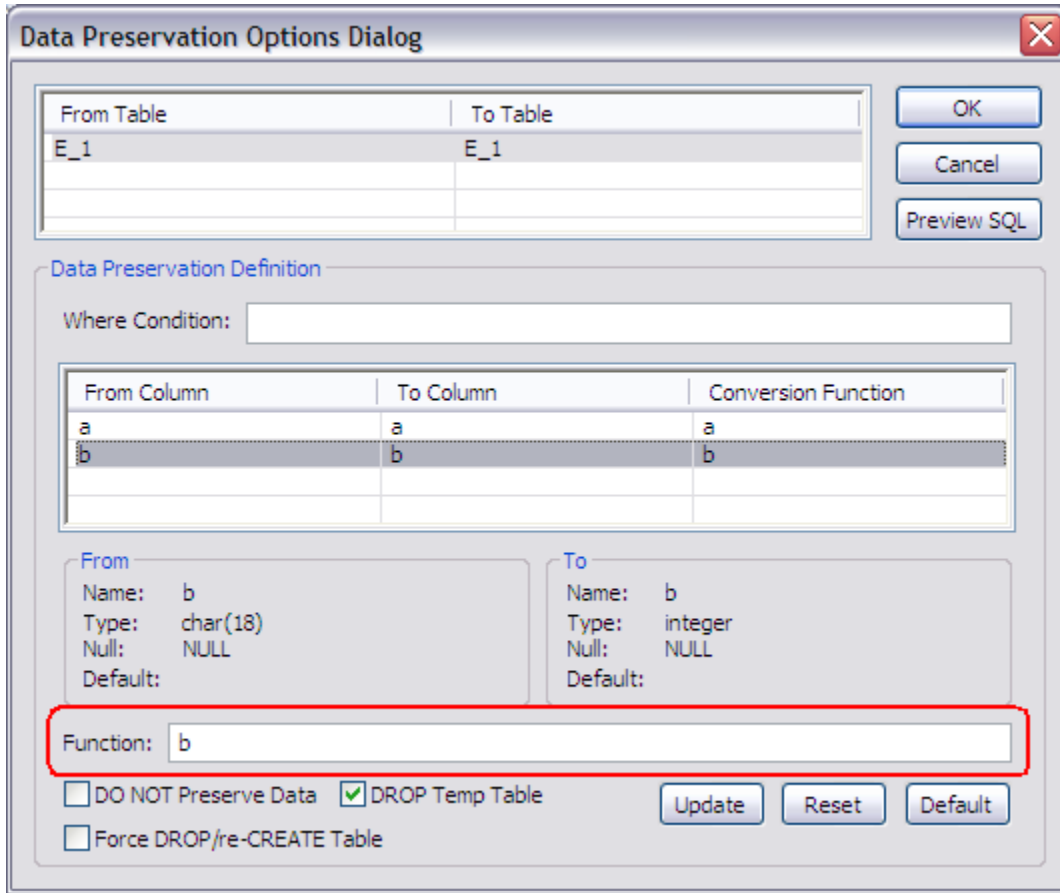 Data Preservation Options Dialog
From Table To Table
E_1 E_1
OK
Cancel
Preview SQL
Data Preservation Definition
Where Condition:
From Column To Column Conversion Function
a a a
b b b
From
Name: b
Type: char(18)
Null: NULL
Default:
To
Name: b
Type: integer
Null: NULL
Default:
Function: b
DO NOT Preserve Data DROP Temp Table
Update Reset Default
Force DROP/re-CREATE Table